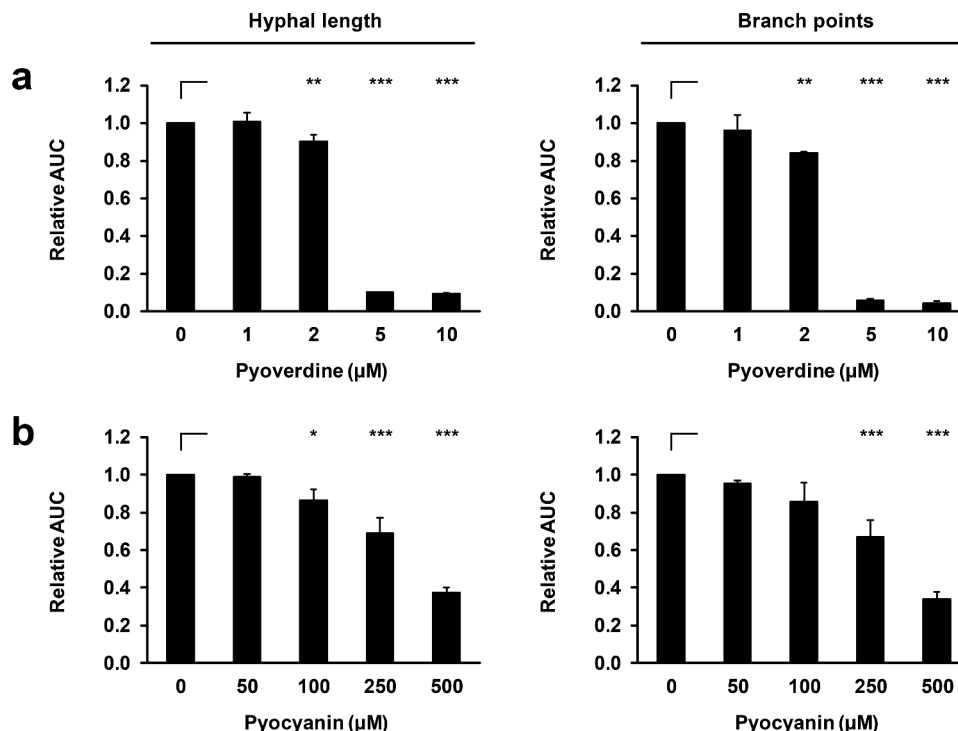 Hyphal length
Branch points
a
Relative AUC
1.2
1.0
0.8
0.6
0.4
0.2
0.0
** *** ***
0 1 2 5 10
Pyoverdine (µM)
Relative AUC
1.2
1.0
0.8
0.6
0.4
0.2
0.0
** *** ***
0 1 2 5 10
Pyoverdine (µM)
b
Relative AUC
1.2
1.0
0.8
0.6
0.4
0.2
0.0
* *** ***
0 50 100 250 500
Pyocyanin (µM)
Relative AUC
1.2
1.0
0.8
0.6
0.4
0.2
0.0
*** ***
0 50 100 250 500
Pyocyanin (µM)